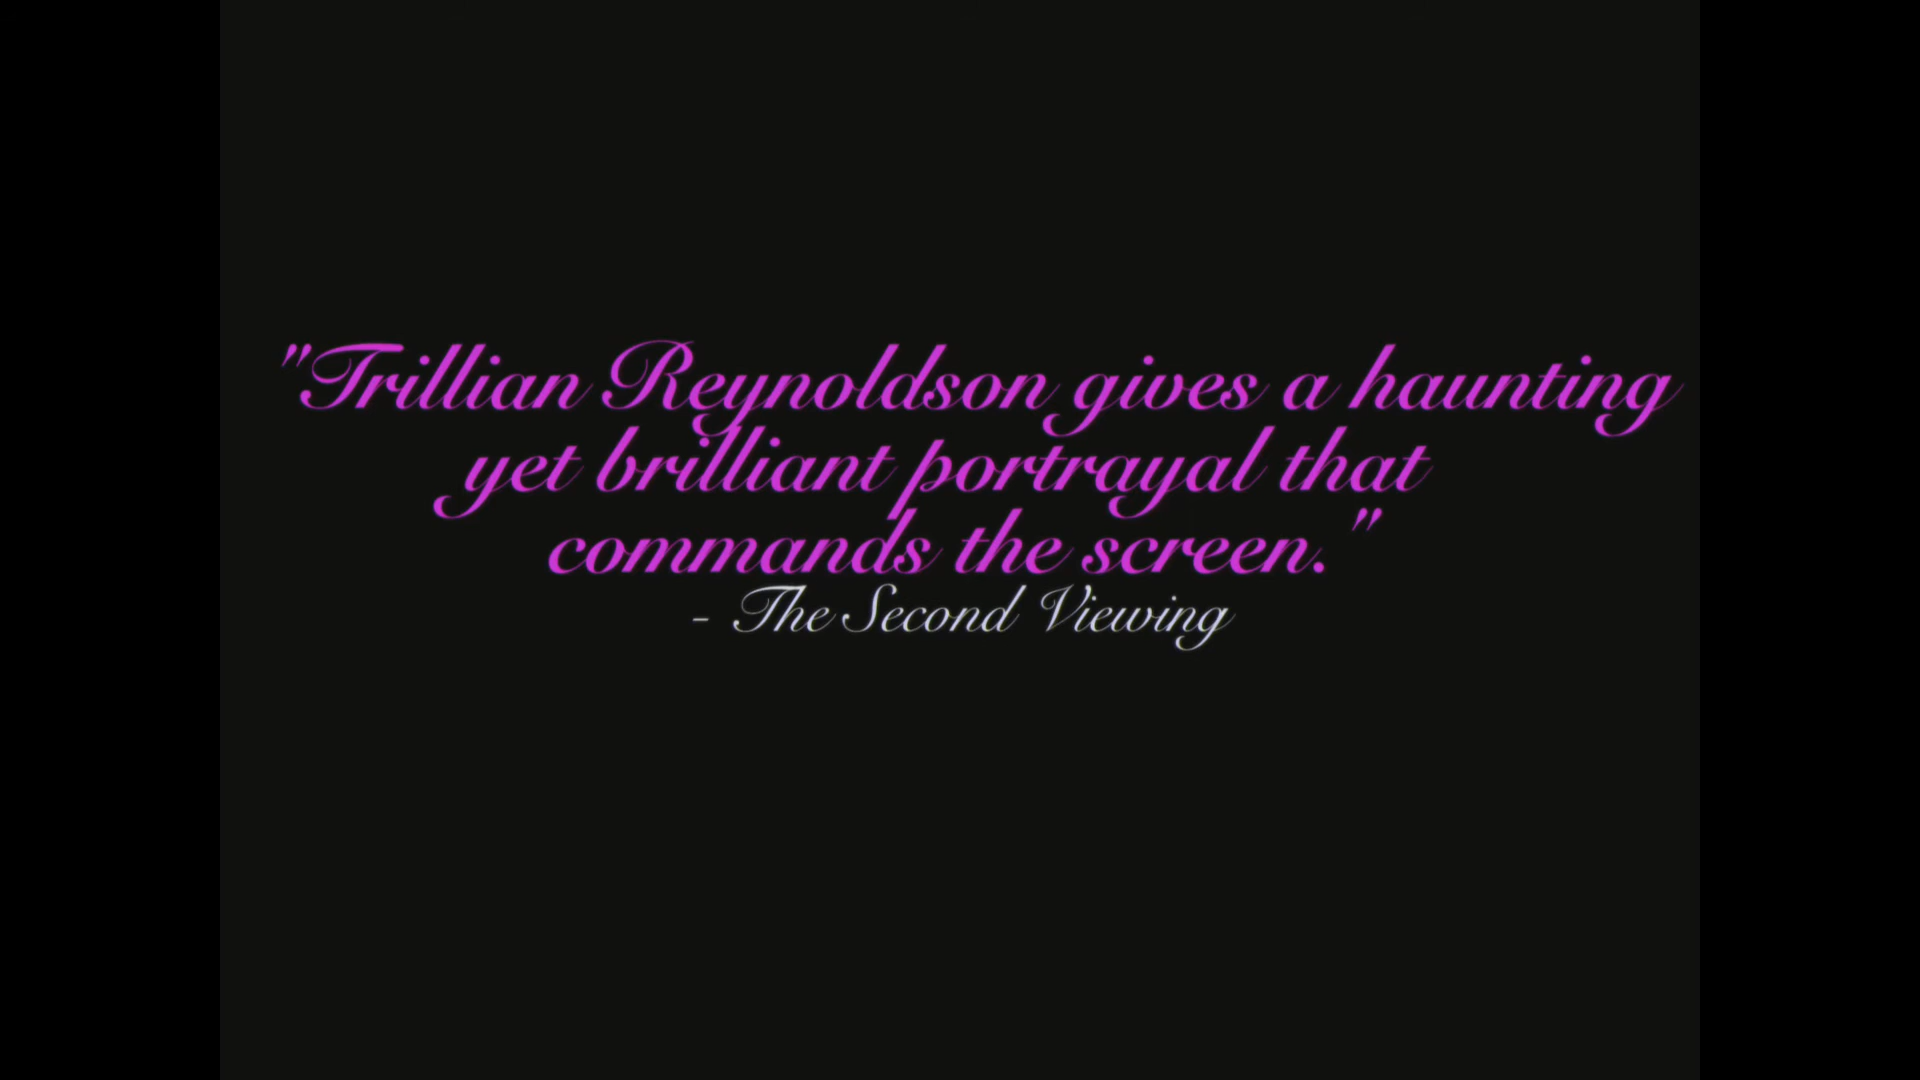 "Trillian Reynoldson gives a haunting
yet brilliant portrayal that
commands the screen."
- The Second Viewing